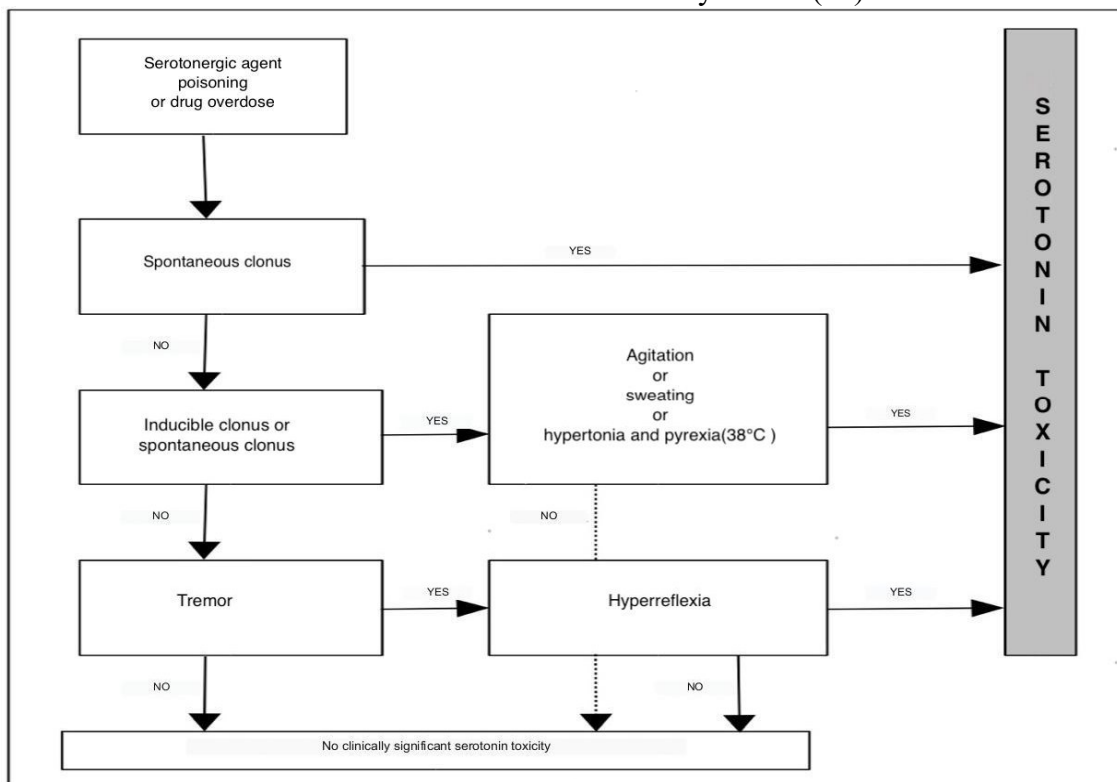 Serotonergic agent
poisoning
or drug overdose
Spontaneous clonus
YES
NO
Inducible clonus or
spontaneous clonus
YES
Agitation
or
sweating
or
hypertonia and pyrexia(38°C )
YES
NO
NO
Tremor
YES
Hyperreflexia
YES
NO
NO
No clinically significant serotonin toxicity
SEROTONIN TOXICITY